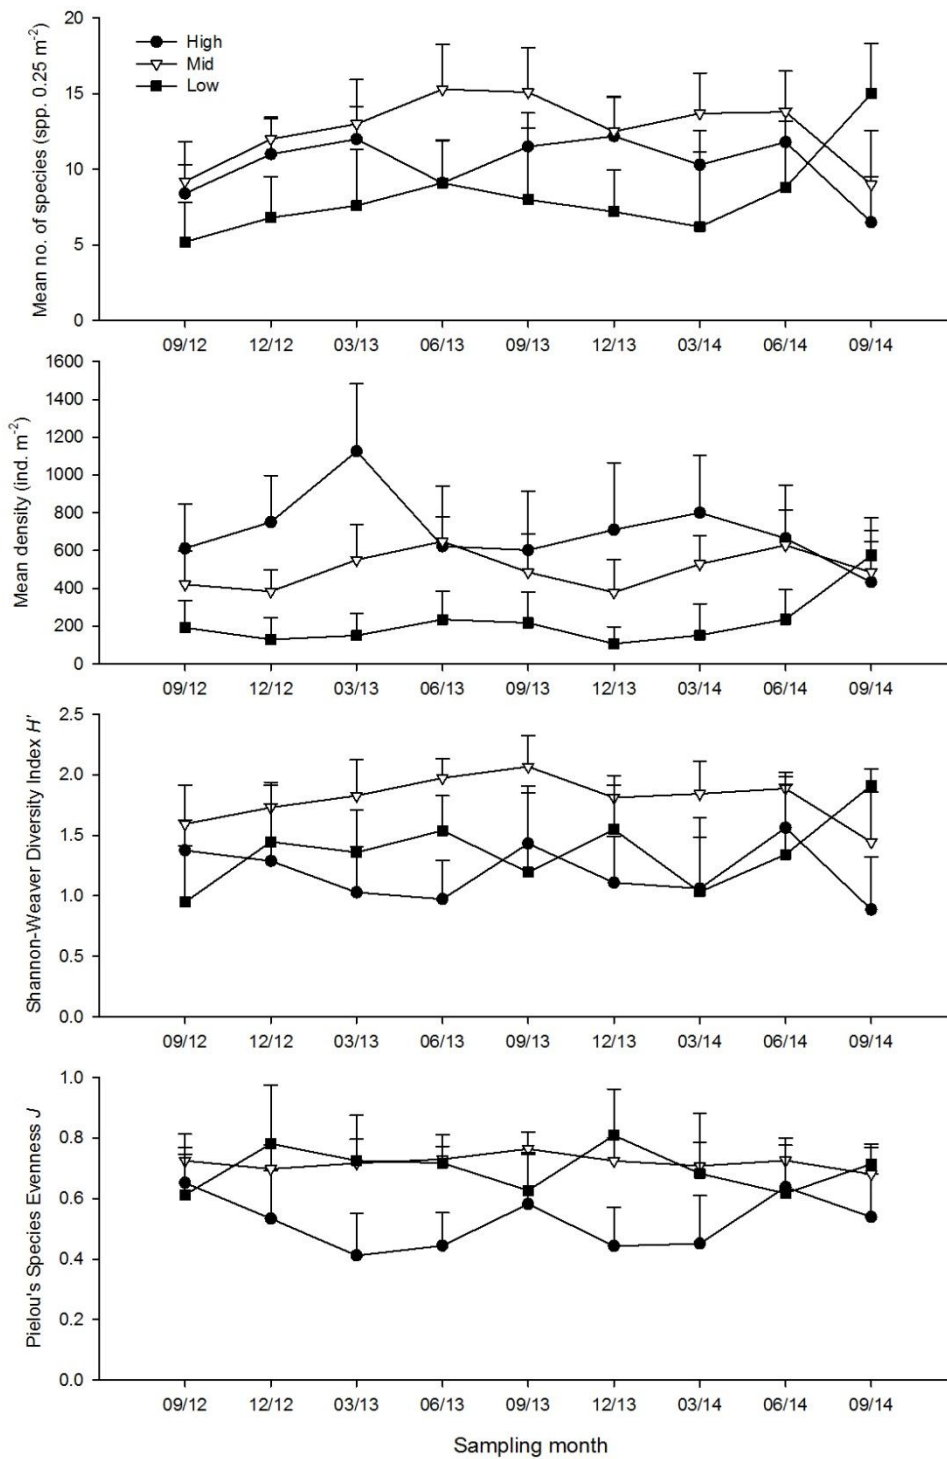 Mean no. of species (spp. 0.25 m⁻²)
20
15
10
5
0
High
Mid
Low
09/12 12/12 03/13 06/13 09/13 12/13 03/14 06/14 09/14
Mean density (ind. m⁻²)
1600
1400
1200
1000
800
600
400
200
0
09/12 12/12 03/13 06/13 09/13 12/13 03/14 06/14 09/14
Shannon-Weaver Diversity Index H'
2.5
2.0
1.5
1.0
0.5
0.0
09/12 12/12 03/13 06/13 09/13 12/13 03/14 06/14 09/14
Pielou's Species Evenness J
1.0
0.8
0.6
0.4
0.2
0.0
09/12 12/12 03/13 06/13 09/13 12/13 03/14 06/14 09/14
Sampling month